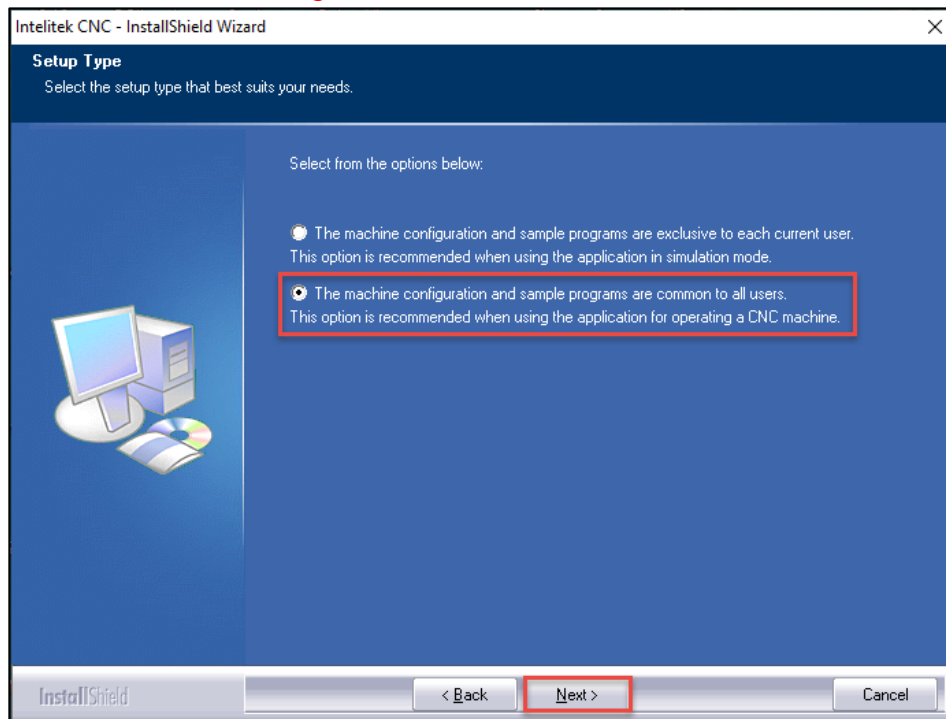 Intelitek CNC - InstallShield Wizard
Setup Type
Select the setup type that best suits your needs.
Select from the options below:
The machine configuration and sample programs are exclusive to each current user.
This option is recommended when using the application in simulation mode.
The machine configuration and sample programs are common to all users.
This option is recommended when using the application for operating a CNC machine.
InstallShield
< Back
Next >
Cancel